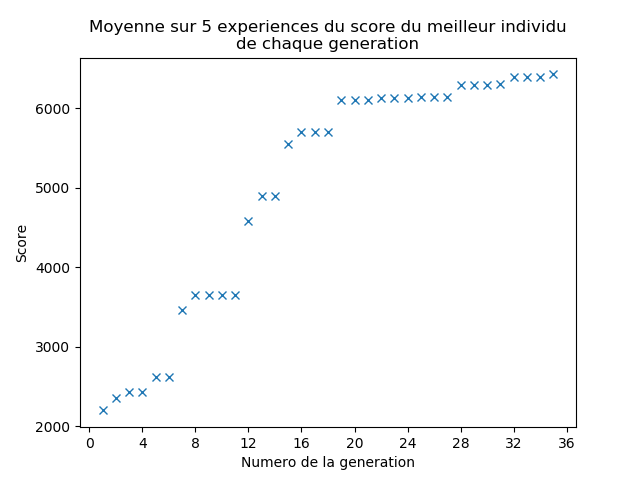 Moyenne sur 5 experiences du score du meilleur individu
de chaque generation
6000
5000
4000
3000
2000
Score
0 4 8 12 16 20 24 28 32 36
Numero de la generation